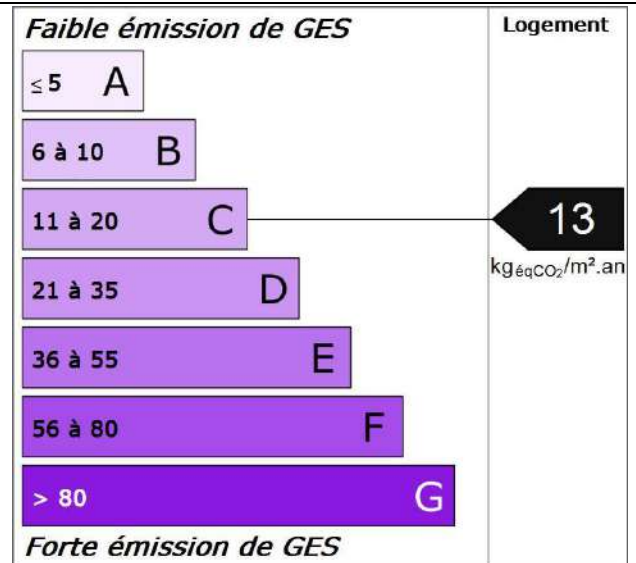 Faible émission de GES
Logement
≤ 5 A
6 à 10 B
11 à 20 C
13
kgéqCO₂/m².an
21 à 35 D
36 à 55 E
56 à 80 F
> 80 G
Forte émission de GES